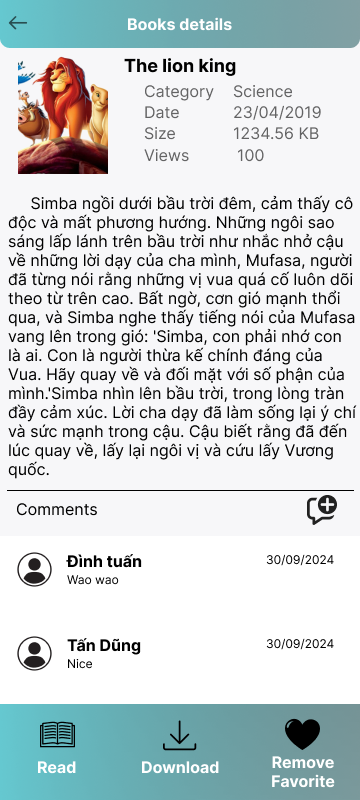 Books details
The lion king
Category Science
Date 23/04/2019
Size 1234.56 KB
Views 100
Simba ngồi dưới bầu trời đêm, cảm thấy cô
độc và mất phương hướng. Những ngôi sao
sáng lấp lánh trên bầu trời như nhắc nhở cậu
về những lời dạy của cha mình, Mufasa, người
đã từng nói rằng những vị vua quá cố luôn dõi
theo từ trên cao. Bất ngờ, cơn gió mạnh thổi
qua, và Simba nghe thấy tiếng nói của Mufasa
vang lên trong gió: 'Simba, con phải nhớ con
là ai. Con là người thừa kế chính đáng của
Vua. Hãy quay về và đối mặt với số phận của
mình.'Simba nhìn lên bầu trời, trong lòng tràn
đầy cảm xúc. Lời cha dạy đã làm sống lại ý chí
và sức mạnh trong cậu. Cậu biết rằng đã đến
lúc quay về, lấy lại ngôi vị và cứu lấy Vương
quốc.
Comments
Đình tuấn 30/09/2024
Wao wao
Tấn Dũng 30/09/2024
Nice
Read
Download
Remove
Favorite